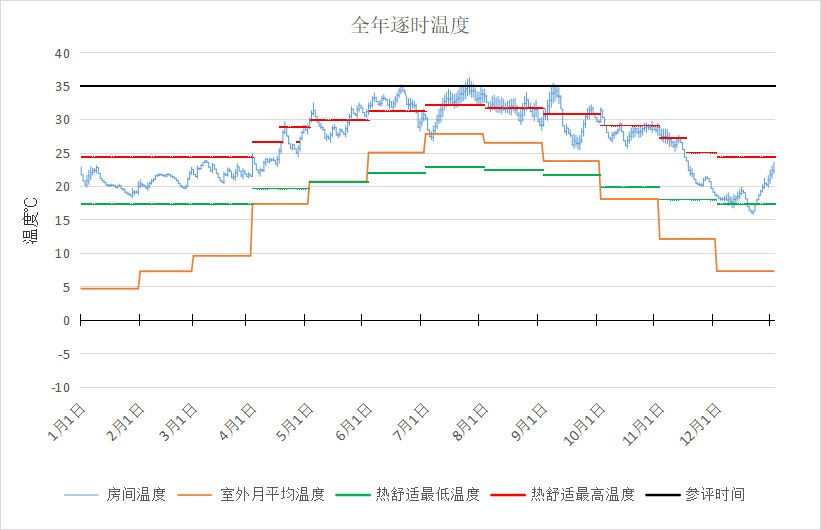 全年逐时温度
40
35
30
25
20
15
10
5
0
-5
-10
温度℃
1月1日
2月1日
3月1日
4月1日
5月1日
6月1日
7月1日
8月1日
9月1日
10月1日
11月1日
12月1日
房间温度 室外月平均温度 热舒适最低温度 热舒适最高温度 参评时间